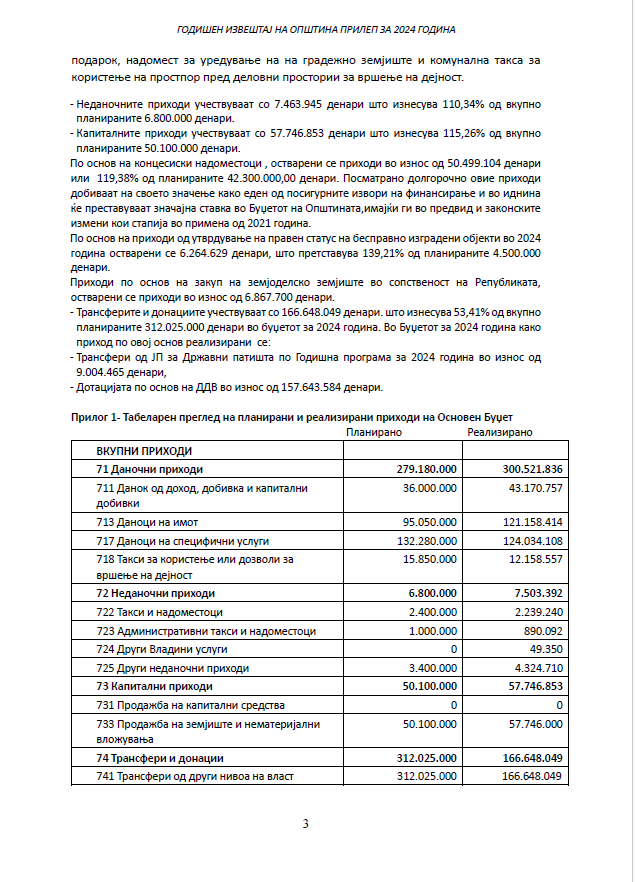 ГОДИШЕН ИЗВЕШТАЈ НА ОПШТИНА ПРИЛЕП ЗА 2024 ГОДИНА
подарок, надомест за уредување на на градежно земјиште и комунална такса за
користење на простпор пред деловни простории за вршење на дејност.
- Неданочните приходи учествуваат со 7.463.945 денари што изнесува 110,34% од вкупно
планираните 6.800.000 денари.
- Капиталните приходи учествуваат со 57.746.853 денари што изнесува 115,26% од вкупно
планираните 50.100.000 денари.
По основ на концесиски надоместоци , остварени се приходи во износ од 50.499.104 денари
или 119,38% од планираните 42.300.000,00 денари. Посматрано долгорочно овие приходи
добиваат на своето значење како еден од посигурните извори на финансирање и во иднина
ќе преставуваат значајна ставка во Буџетот на Општината,имајќи ги во предвид и законските
измени кои стапија во примена од 2021 година.
По основ на приходи од утврдување на правен статус на бесправно изградени објекти во 2024
година остварени се 6.264.629 денари, што претставува 139,21% од планираните 4.500.000
денари.
Приходи по основ на закуп на земјоделско земјиште во сопственост на Републиката,
остварени се приходи во износ од 6.867.700 денари.
- Трансферите и донациите учествуваат со 166.648.049 денари. што изнесува 53,41% од вкупно
планираните 312.025.000 денари во буџетот за 2024 година. Во Буџетот за 2024 година како
приход по овој основ реализирани се:
- Трансфери од ЈП за Државни патишта по Годишна програма за 2024 година во износ од
9.004.465 денари,
- Дотацијата по основ на ДДВ во износ од 157.643.584 денари.
Прилог 1- Табеларен преглед на планирани и реализирани приходи на Основен Буџет
Планирано Реализирано
ВКУПНИ ПРИХОДИ
71 Даночни приходи 279.180.000 300.521.836
711 Данок од доход, добивка и капитални 36.000.000 43.170.757
добивки
713 Даноци на имот 95.050.000 121.158.414
717 Даноци на специфични услуги 132.280.000 124.034.108
718 Такси за користење или дозволи за 15.850.000 12.158.557
вршење на дејност
72 Неданочни приходи 6.800.000 7.503.392
722 Такси и надоместоци 2.400.000 2.239.240
723 Административни такси и надоместоци 1.000.000 890.092
724 Други Владини услуги 0 49.350
725 Други неданочни приходи 3.400.000 4.324.710
73 Капитални приходи 50.100.000 57.746.853
731 Продажба на капитални средства 0 0
733 Продажба на земјиште и нематеријални 50.100.000 57.746.000
вложувања
74 Трансфери и донации 312.025.000 166.648.049
741 Трансфери од други нивоа на власт 312.025.000 166.648.049
3